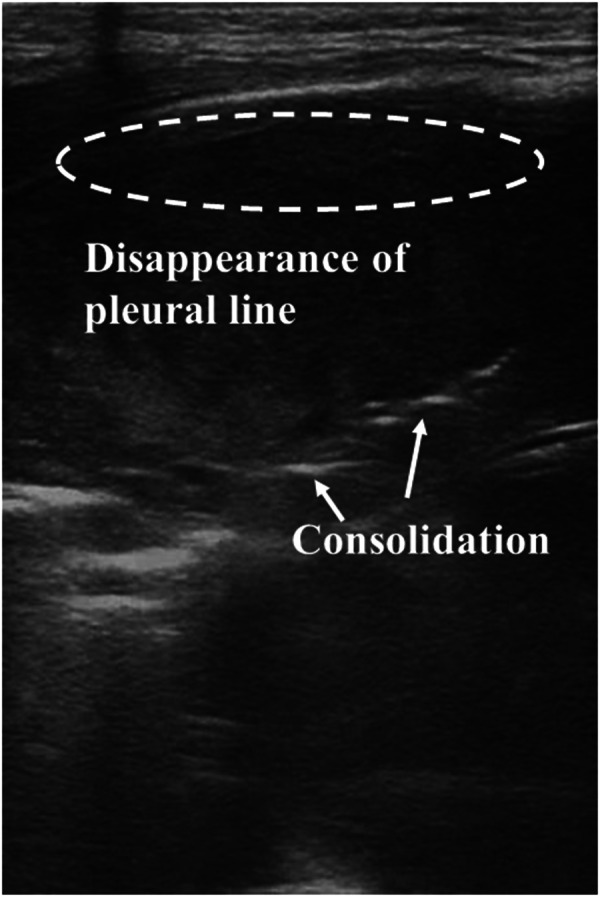 Disappearance of
pleural line
Consolidation